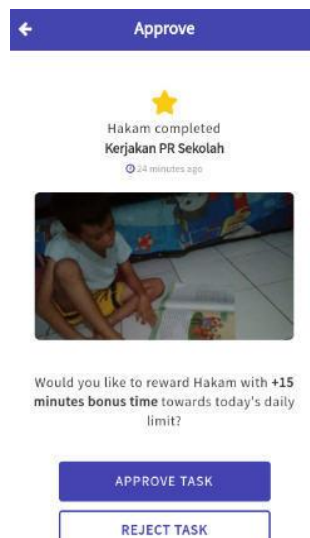 Approve
Hakam completed
Kerjakan PR Sekolah
24 minutes ago
Would you like to reward Hakam with +15
minutes bonus time towards today's daily
limit?
APPROVE TASK
REJECT TASK